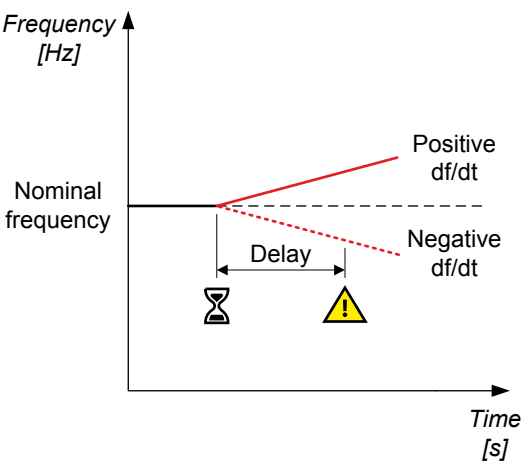 Frequency
[Hz]
Positive
df/dt
Nominal
frequency
Negative
df/dt
Delay
!
Time
[s]